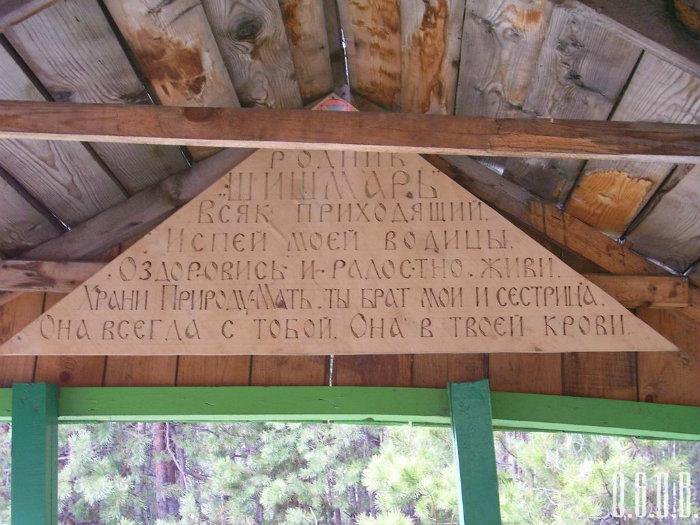 РОДНИК
"ШИШМАРЬ"
Всяк приходящий.
Испей моей водицы.
Оздоровись и радостно живи.
Храни Природу-Мать. ты брат мой и сестрица.
Она всегда с тобой. Она в твоей крови.
O.S.D.B.